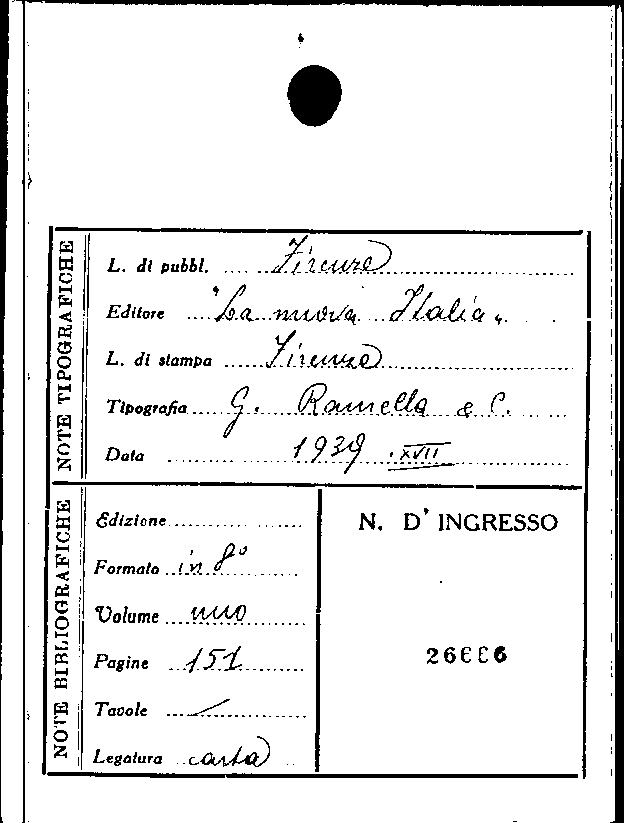 NOTE TIPOGRAFICHE
L. di pubbl. Firenze
Editore "La nuova Italia"
L. di stampa Firenze
Tipografia G. Ramella e C.
Data 1939 . XVII
NOTE BIBLIOGRAFICHE
Edizione
Formato in 8°
Volume uno
Pagine 151
Tavole /
Legatura carta
N. D' INGRESSO